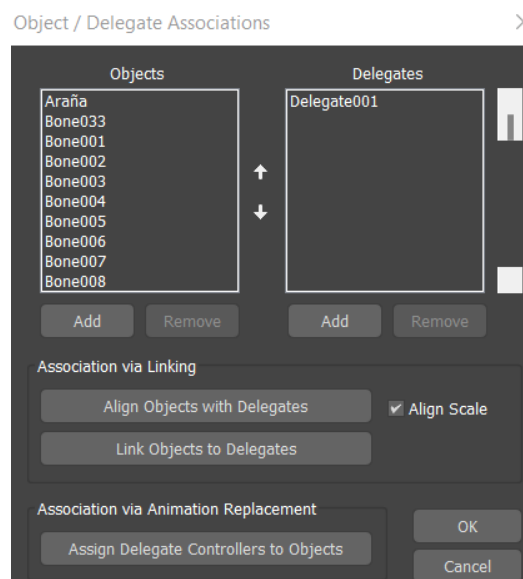 Object / Delegate Associations
Objects
Delegates
Araña
Bone033
Bone001
Bone002
Bone003
Bone004
Bone005
Bone006
Bone007
Bone008
Delegate001
Add
Remove
Add
Remove
Association via Linking
Align Objects with Delegates
Align Scale
Link Objects to Delegates
Association via Animation Replacement
Assign Delegate Controllers to Objects
OK
Cancel